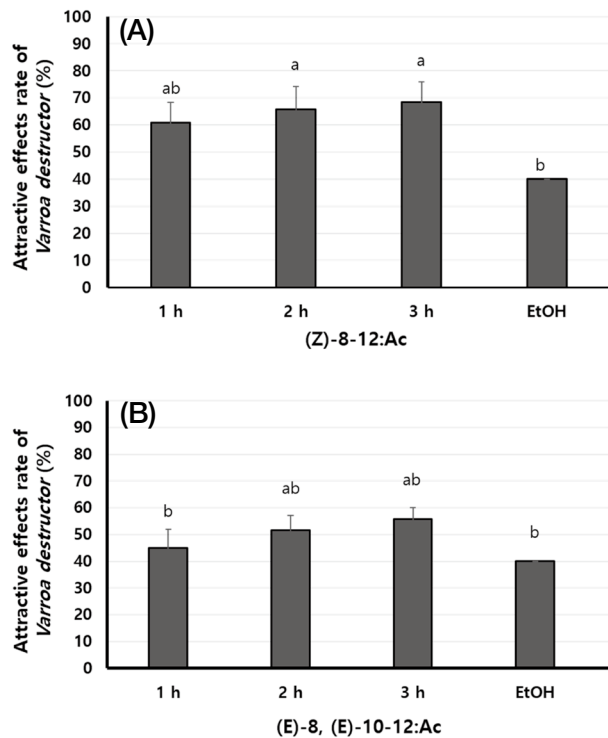 (A)
Attractive effects rate of
Varroa destructor (%)
100
90
80
70
60
50
40
30
20
10
0
ab
a
a
b
1 h
2 h
3 h
EtOH
(Z)-8-12:Ac
(B)
Attractive effects rate of
Varroa destructor (%)
100
90
80
70
60
50
40
30
20
10
0
b
ab
ab
b
1 h
2 h
3 h
EtOH
(E)-8, (E)-10-12:Ac